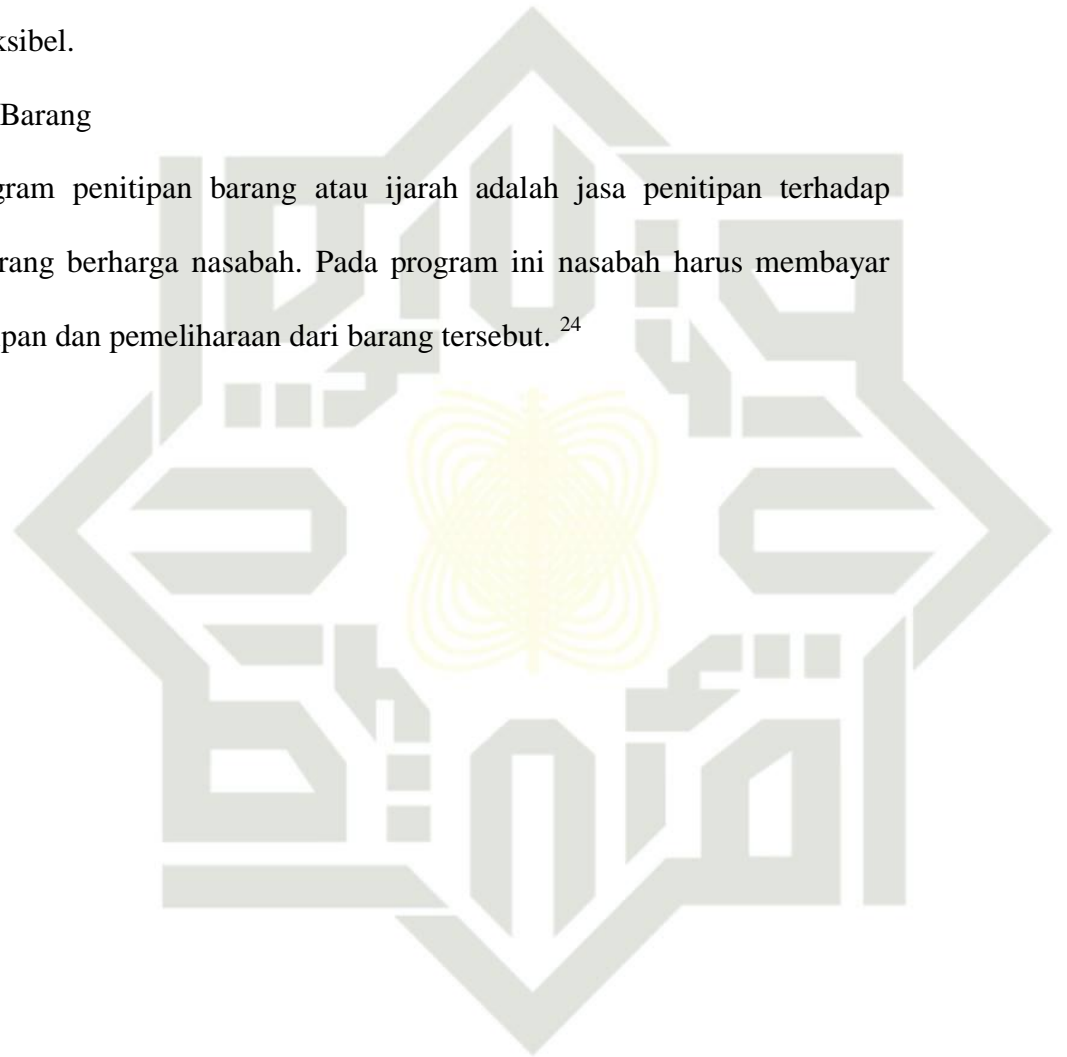 ksibel.
Barang
gram penitipan barang atau ijarah adalah jasa penitipan terhadap
rang berharga nasabah. Pada program ini nasabah harus membayar
ipan dan pemeliharaan dari barang tersebut. 24